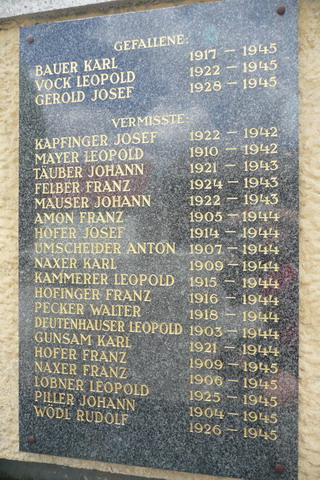 GEFALLENE:
BAUER KARL 1917 – 1945
VOCK LEOPOLD 1922 – 1945
GEROLD JOSEF 1928 – 1945
VERMISSTE:
KAPFINGER JOSEF 1922 – 1942
MAYER LEOPOLD 1910 – 1942
TÄUBER JOHANN 1921 – 1943
FELBER FRANZ 1924 – 1943
MAUSER JOHANN 1922 – 1943
AMON FRANZ 1905 – 1944
HOFER JOSEF 1914 – 1944
UMSCHEIDER ANTON 1907 – 1944
NAXER KARL 1909 – 1944
KAMMERER LEOPOLD 1915 – 1944
HOFINGER FRANZ 1916 – 1944
PECKER WALTER 1918 – 1944
DEUTENHAUSER LEOPOLD 1903 – 1944
GUNSAM KARL 1921 – 1944
HOFER FRANZ 1909 – 1945
NAXER FRANZ 1906 – 1945
LOBNER LEOPOLD 1925 – 1945
PILLER JOHANN 1904 – 1945
WÖDL RUDOLF 1926 – 1945